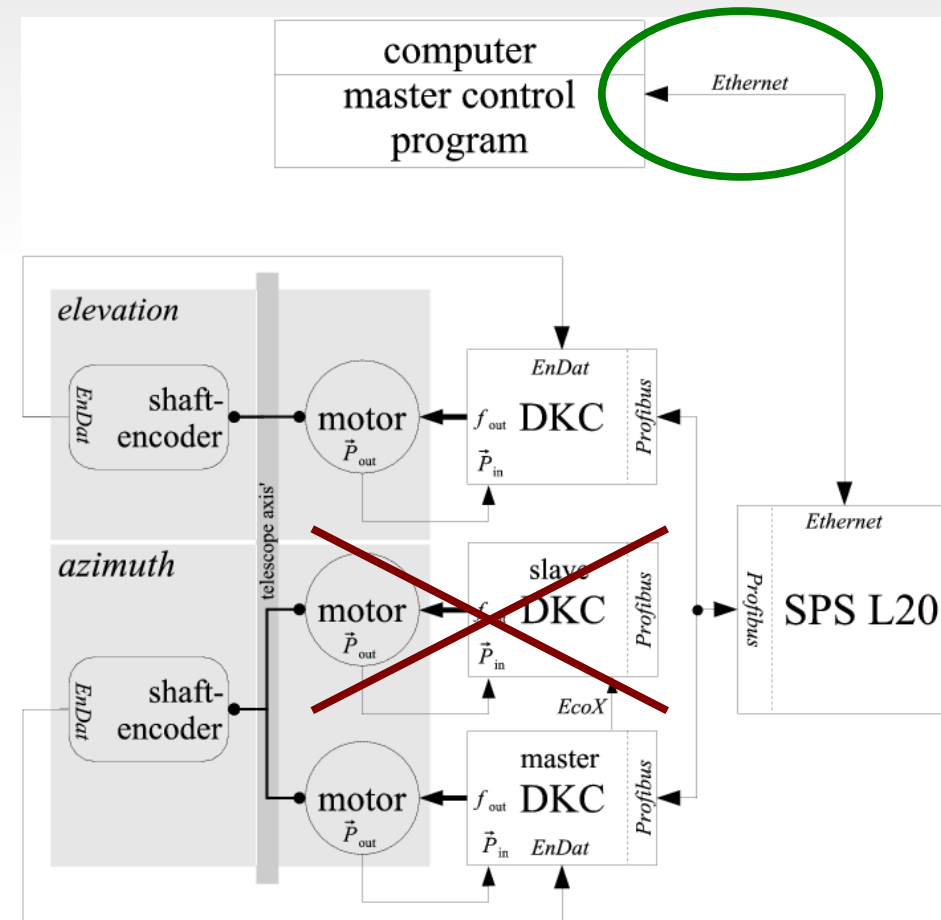 computer
master control
program
Ethernet
elevation
EnDat
shaft-
encoder
motor
P⃗out
EnDat
fout DKC
P⃗in
Profibus
telescope axis'
Ethernet
Profibus
SPS L20
azimuth
motor
P⃗out
slave
DKC
P⃗in
Profibus
EcoX
EnDat
shaft-
encoder
motor
P⃗out
master
fout DKC
P⃗in EnDat
Profibus